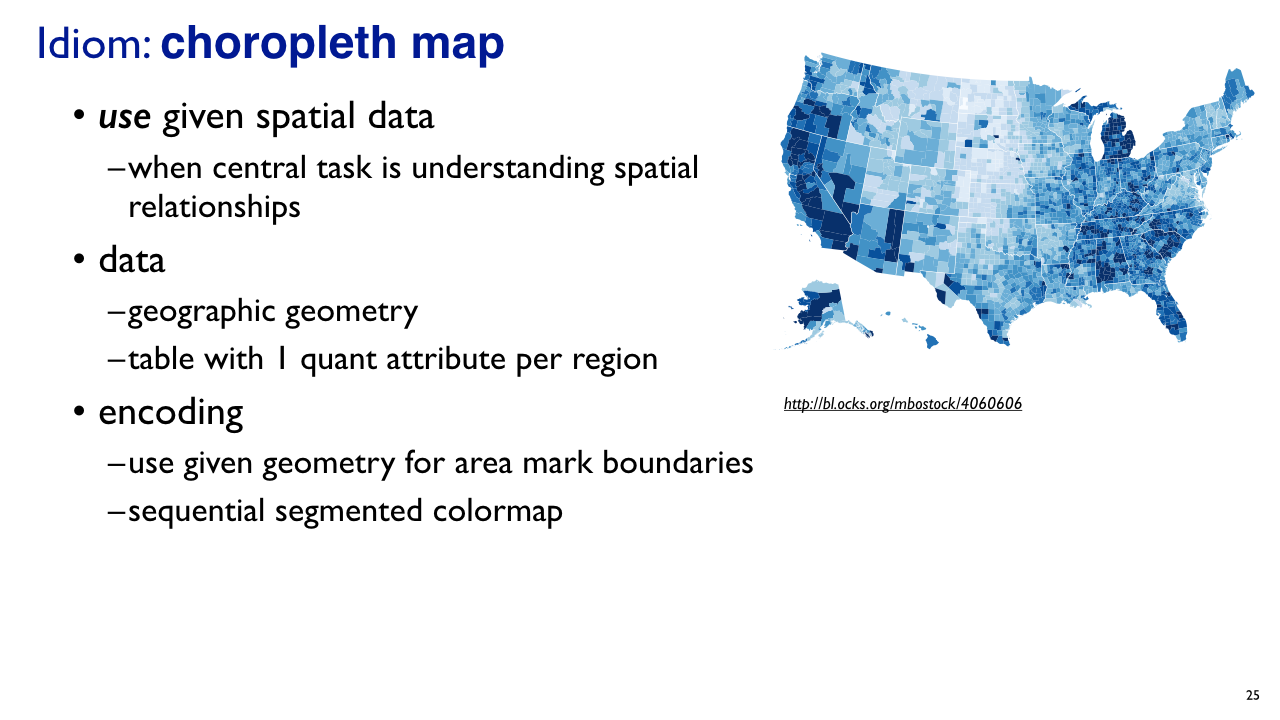 Idiom: choropleth map
• use given spatial data
–when central task is understanding spatial
relationships
• data
–geographic geometry
–table with 1 quant attribute per region
• encoding
–use given geometry for area mark boundaries
–sequential segmented colormap
http://bl.ocks.org/mbostock/4060606
25